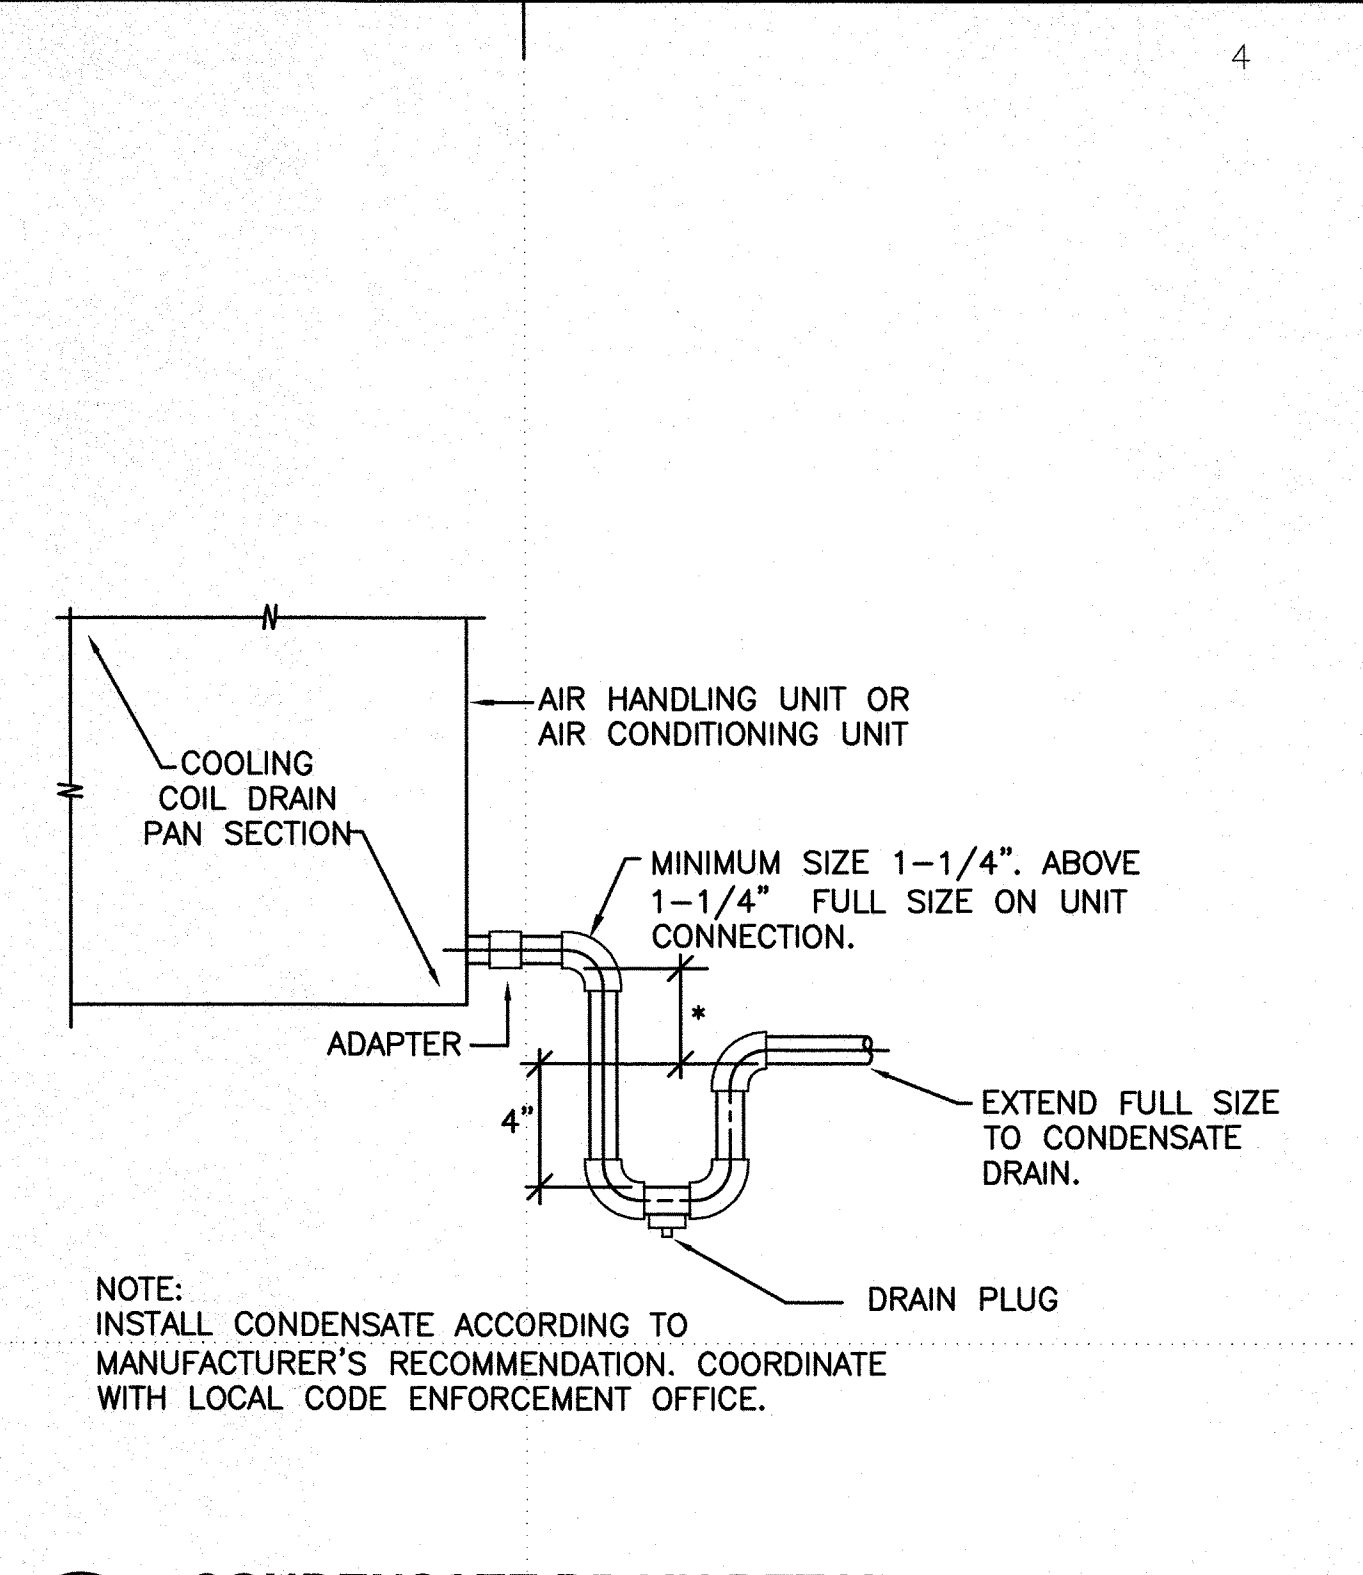 4
AIR HANDLING UNIT OR
AIR CONDITIONING UNIT
COOLING
COIL DRAIN
PAN SECTION
MINIMUM SIZE 1-1/4". ABOVE
1-1/4" FULL SIZE ON UNIT
CONNECTION.
*
ADAPTER
4"
EXTEND FULL SIZE
TO CONDENSATE
DRAIN.
DRAIN PLUG
NOTE:
INSTALL CONDENSATE ACCORDING TO
MANUFACTURER'S RECOMMENDATION. COORDINATE
WITH LOCAL CODE ENFORCEMENT OFFICE.